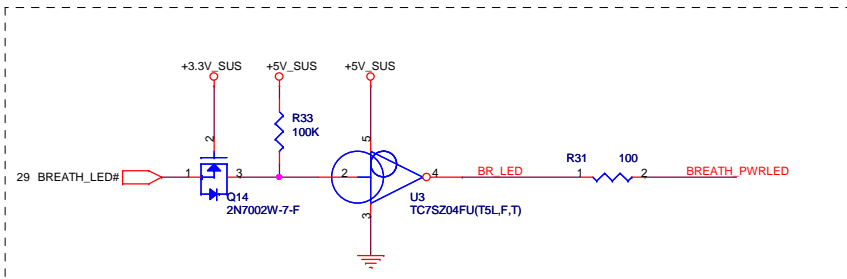 +3.3V_SUS
+5V_SUS
+5V_SUS
R33
100K
2
5
29 BREATH_LED#
1
3
2
4
BR_LED
R31
100
1
2
BREATH_PWRLED
Q14
2N7002W-7-F
3
U3
TC7SZ04FU(T5L,F,T)